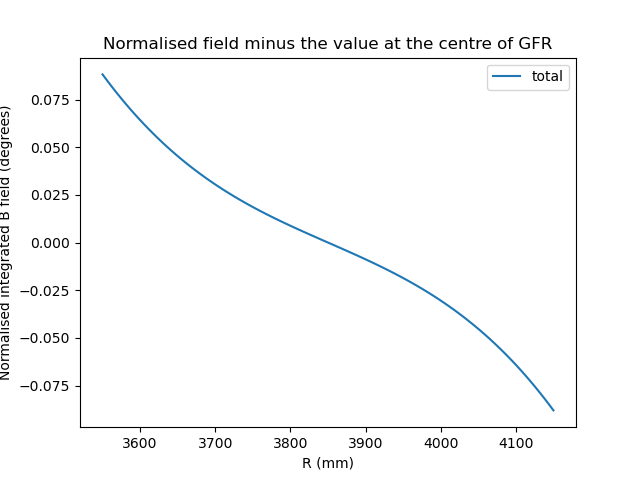 Normalised field minus the value at the centre of GFR
total
Normalised integrated B field (degrees)
0.075
0.050
0.025
0.000
−0.025
−0.050
−0.075
3600 3700 3800 3900 4000 4100
R (mm)